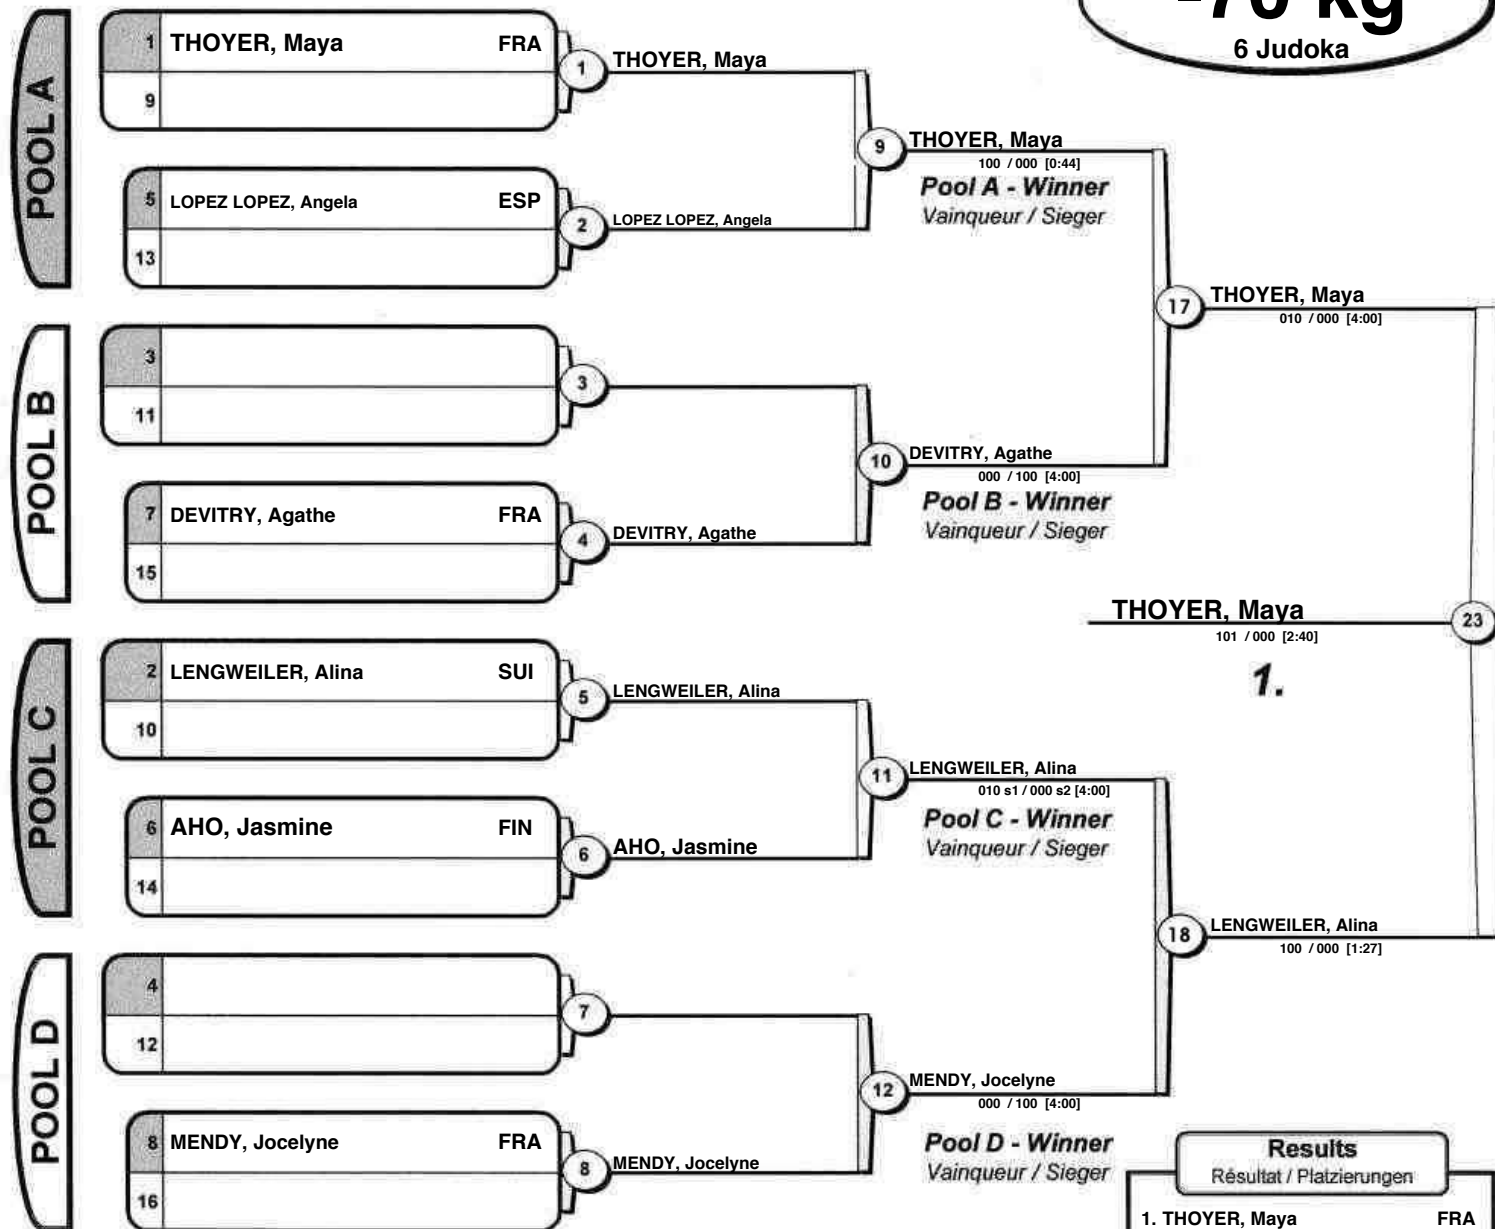 -70 kg
6 Judoka
POOL A
1 THOYER, Maya FRA
9
1
THOYER, Maya
5 LOPEZ LOPEZ, Angela ESP
13
2
LOPEZ LOPEZ, Angela
9
THOYER, Maya
100 / 000 [0:44]
Pool A - Winner
Vainqueur / Sieger
POOL B
3
11
3
7 DEVITRY, Agathe FRA
15
4
DEVITRY, Agathe
10
DEVITRY, Agathe
000 / 100 [4:00]
Pool B - Winner
Vainqueur / Sieger
17
THOYER, Maya
010 / 000 [4:00]
THOYER, Maya
23
101 / 000 [2:40]
1.
POOL C
2 LENGWEILER, Alina SUI
10
5
LENGWEILER, Alina
6 AHO, Jasmine FIN
14
6
AHO, Jasmine
11
LENGWEILER, Alina
010 s1 / 000 s2 [4:00]
Pool C - Winner
Vainqueur / Sieger
POOL D
4
12
7
8 MENDY, Jocelyne FRA
16
8
MENDY, Jocelyne
12
MENDY, Jocelyne
000 / 100 [4:00]
Pool D - Winner
Vainqueur / Sieger
18
LENGWEILER, Alina
100 / 000 [1:27]
Results
Résultat / Platzierungen
1. THOYER, Maya FRA